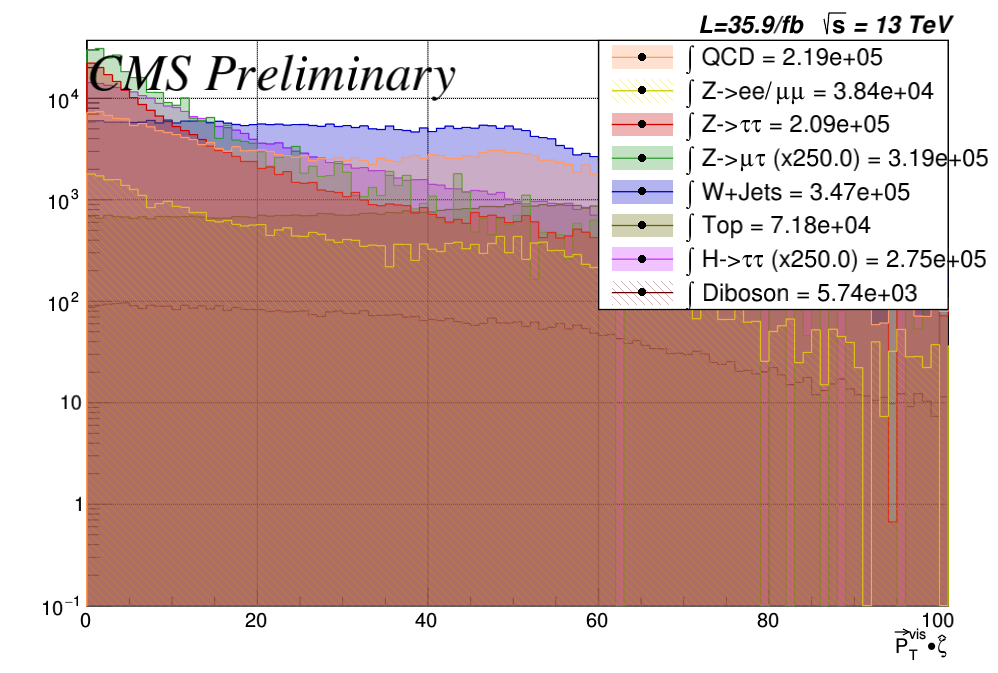 L=35.9/fb √s = 13 TeV
CMS Preliminary
∫ QCD = 2.19e+05
∫ Z->ee/μμ = 3.84e+04
∫ Z->ττ = 2.09e+05
∫ Z->μτ (x250.0) = 3.19e+05
∫ W+Jets = 3.47e+05
∫ Top = 7.18e+04
∫ H->ττ (x250.0) = 2.75e+05
∫ Diboson = 5.74e+03
10⁴
10³
10²
10
1
10⁻¹
0 20 40 60 80 100
P⃗_T^vis • ζ̂